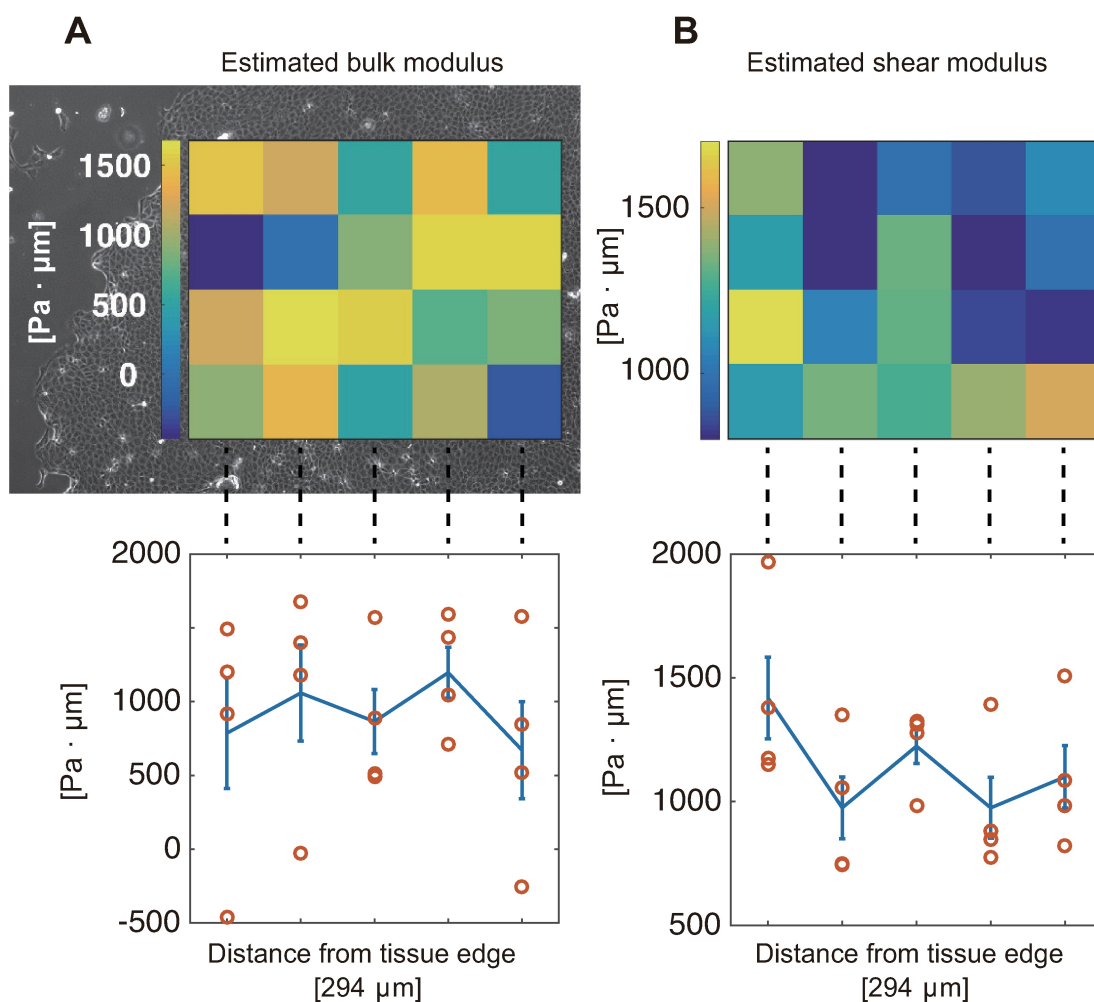 A
Estimated bulk modulus
1500
1000
500
0
[Pa · µm]
2000
1000
500
0
-500
[Pa · µm]
Distance from tissue edge
[294 µm]
B
Estimated shear modulus
1500
1000
[Pa · µm]
2000
1500
1000
500
[Pa · µm]
Distance from tissue edge
[294 µm]